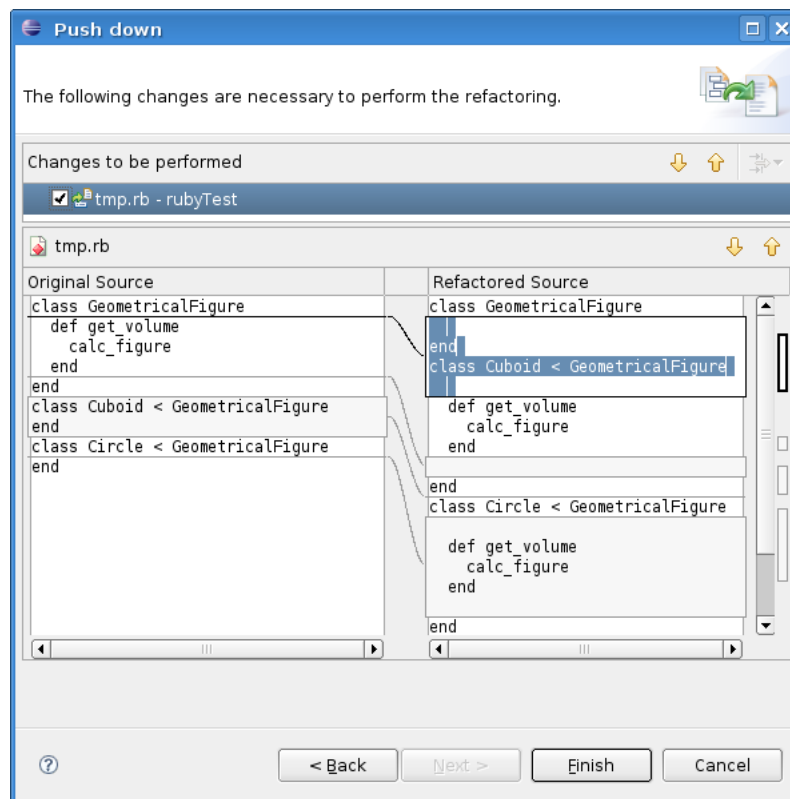 Push down
The following changes are necessary to perform the refactoring.
Changes to be performed
tmp.rb - rubyTest
tmp.rb
Original Source
class GeometricalFigure
  def get_volume
    calc_figure
  end
end
class Cuboid < GeometricalFigure
end
class Circle < GeometricalFigure
end
Refactored Source
class GeometricalFigure
end
class Cuboid < GeometricalFigure
  def get_volume
    calc_figure
  end
end
class Circle < GeometricalFigure
  def get_volume
    calc_figure
  end
end
?
< Back
Next >
Finish
Cancel